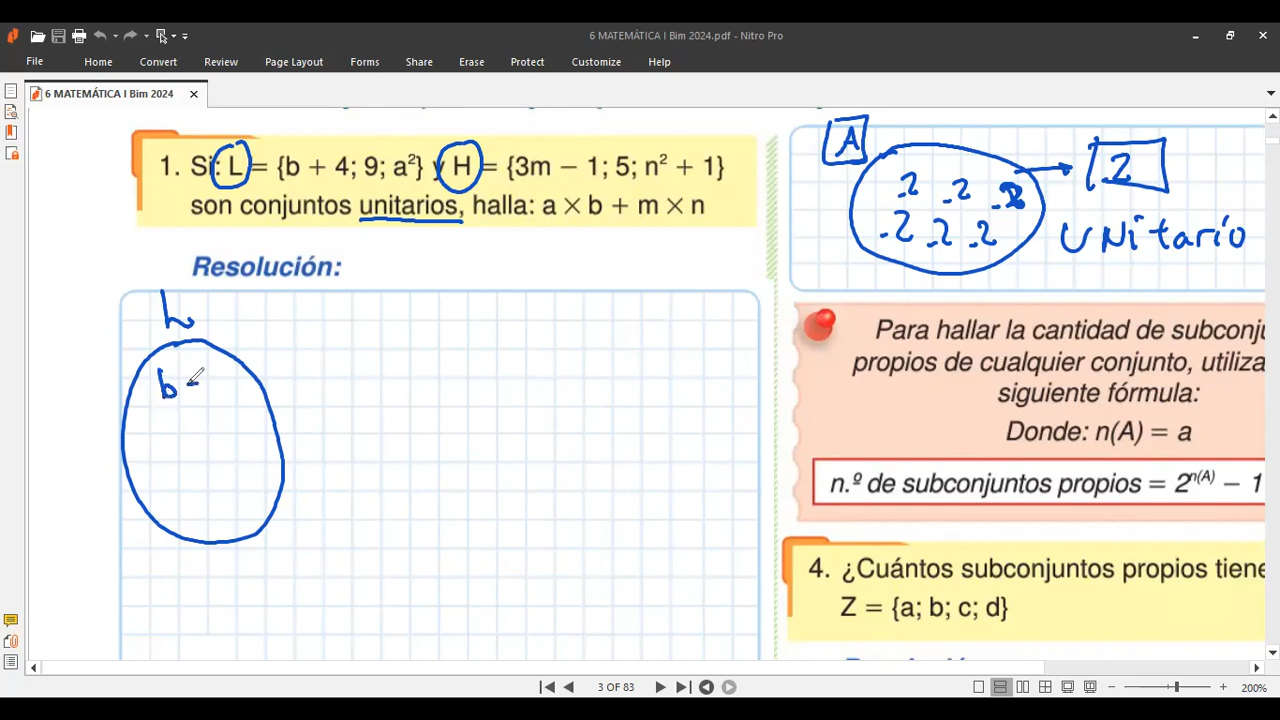 6 MATEMÁTICA I Bim 2024.pdf - Nitro Pro
File Home Convert Review Page Layout Forms Share Erase Protect Customize Help
6 MATEMÁTICA I Bim 2024
1. Si: L = {b + 4; 9; a²} y H = {3m − 1; 5; n² + 1}
son conjuntos unitarios, halla: a × b + m × n
Resolución:
L
b -
A
.2 .2 .2
.2 .2 .2
2
UNitario
Para hallar la cantidad de subconju
propios de cualquier conjunto, utiliza
siguiente fórmula:
Donde: n(A) = a
n.º de subconjuntos propios = 2ⁿ⁽ᴬ⁾ − 1
4. ¿Cuántos subconjuntos propios tiene
Z = {a; b; c; d}
3 OF 83
200%